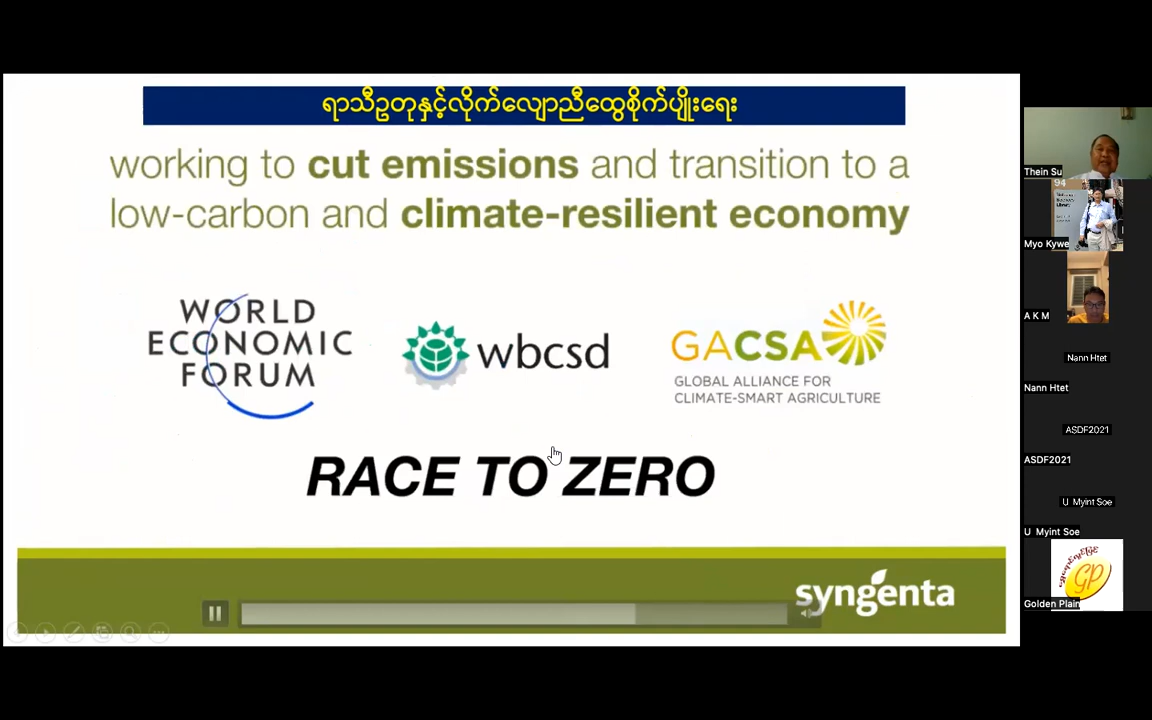 ရာသီဥတုနှင့်လိုက်လျောညီထွေစိုက်ပျိုးရေး
working to cut emissions and transition to a
low-carbon and climate-resilient economy
WORLD
ECONOMIC
FORUM
wbcsd
GACSA
GLOBAL ALLIANCE FOR
CLIMATE-SMART AGRICULTURE
RACE TO ZERO
syngenta
Thein Su
94
Myo Kywe
A K M
Nann Htet
Nann Htet
ASDF2021
ASDF2021
U Myint Soe
U Myint Soe
GP
Golden Plain